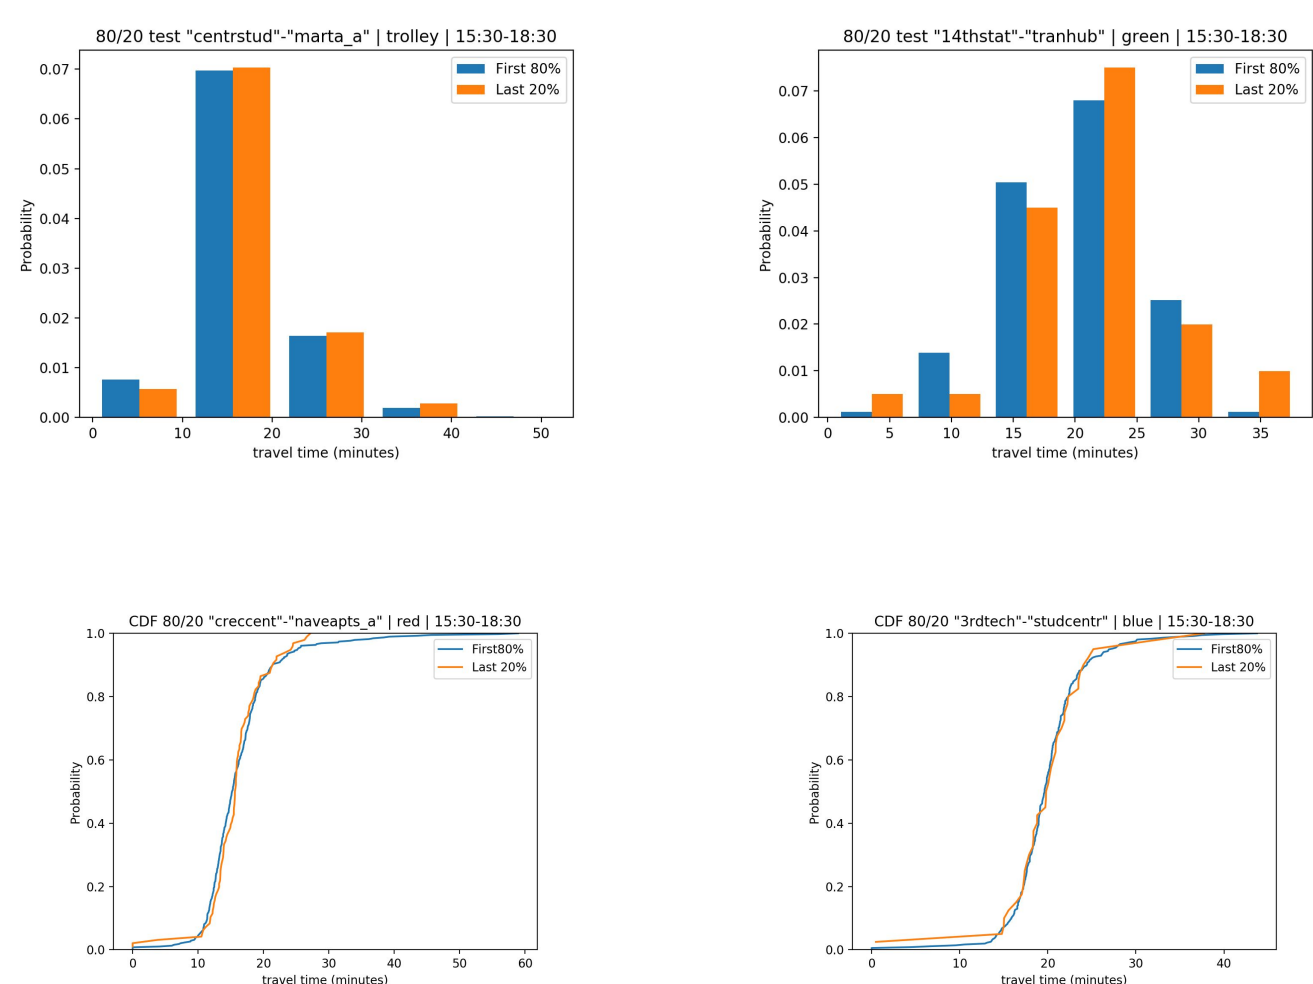 80/20 test "centrstud"-"marta_a" | trolley | 15:30-18:30
First 80%
Last 20%
0.07
0.06
0.05
0.04
0.03
0.02
0.01
0.00
Probability
0 10 20 30 40 50
travel time (minutes)
80/20 test "14thstat"-"tranhub" | green | 15:30-18:30
First 80%
Last 20%
0.07
0.06
0.05
0.04
0.03
0.02
0.01
0.00
Probability
0 5 10 15 20 25 30 35
travel time (minutes)
CDF 80/20 "creccent"-"naveapts_a" | red | 15:30-18:30
First80%
Last 20%
1.0
0.8
0.6
0.4
0.2
0.0
Probability
0 10 20 30 40 50 60
travel time (minutes)
CDF 80/20 "3rdtech"-"studcentr" | blue | 15:30-18:30
First80%
Last 20%
1.0
0.8
0.6
0.4
0.2
0.0
Probability
0 10 20 30 40
travel time (minutes)